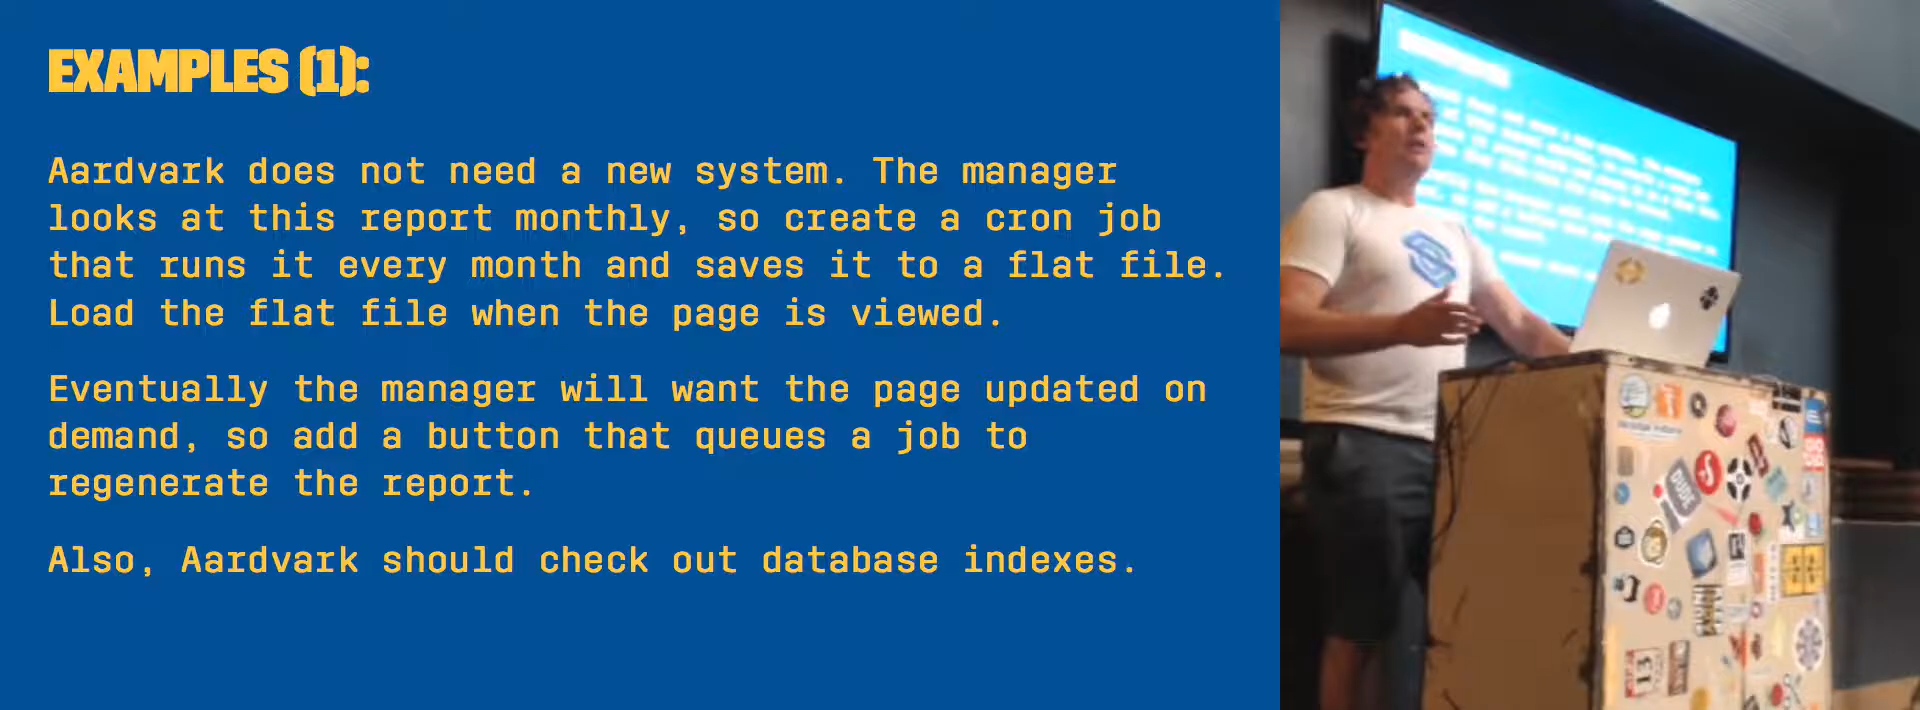 EXAMPLES (1):
Aardvark does not need a new system. The manager
looks at this report monthly, so create a cron job
that runs it every month and saves it to a flat file.
Load the flat file when the page is viewed.
Eventually the manager will want the page updated on
demand, so add a button that queues a job to
regenerate the report.
Also, Aardvark should check out database indexes.
DUDE
13